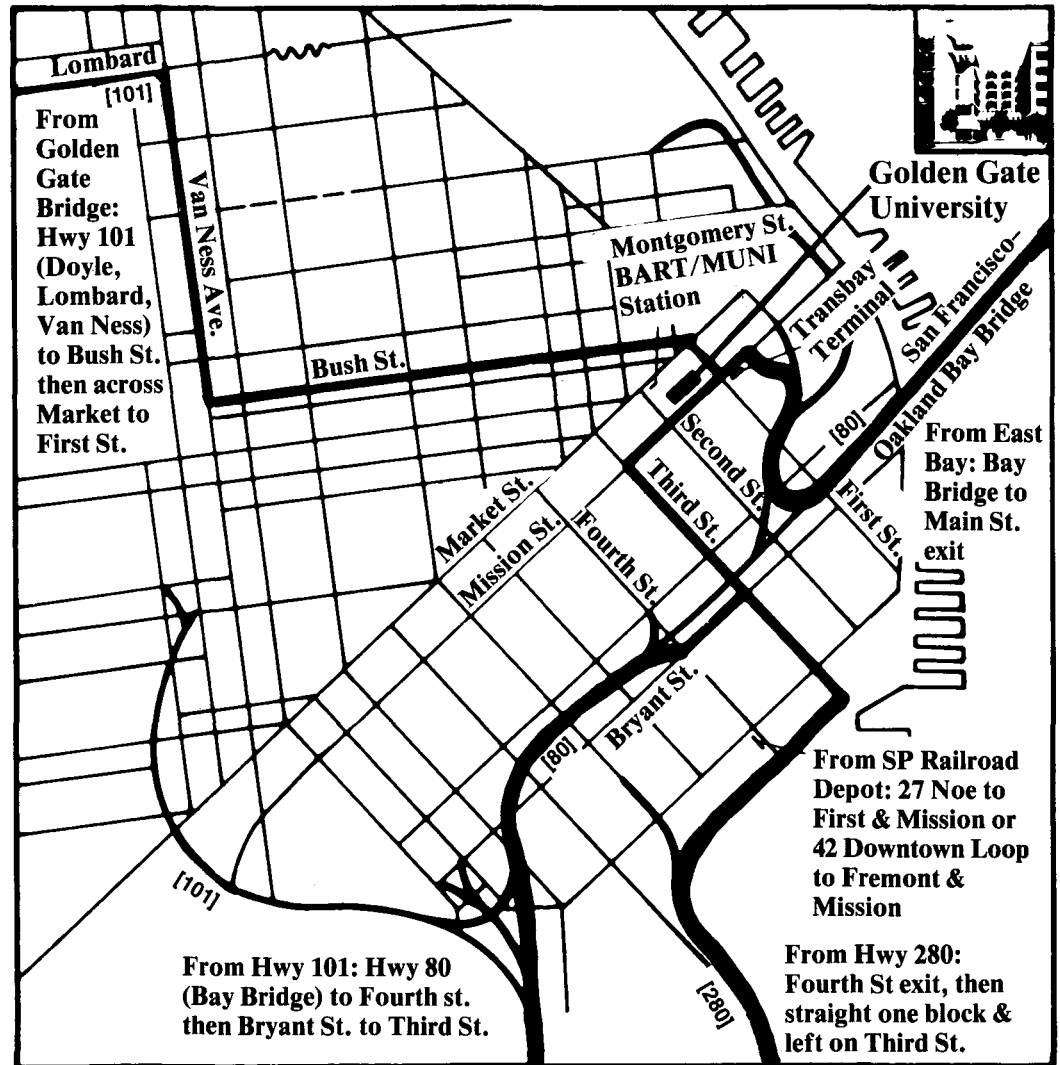 Lombard
[101]
From
Golden
Gate
Bridge:
Hwy 101
(Doyle,
Lombard,
Van Ness)
to Bush St.
then across
Market to
First St.
Van Ness Ave.
Bush St.
Golden Gate
University
Montgomery St.
BART/MUNI
Station
Transbay
Terminal
San Francisco–
Oakland Bay Bridge
[80]
From East
Bay: Bay
Bridge to
Main St.
exit
Market St.
Mission St.
Fourth St.
Third St.
Second St.
First St.
Bryant St.
[80]
From SP Railroad
Depot: 27 Noe to
First & Mission or
42 Downtown Loop
to Fremont &
Mission
[101]
From Hwy 101: Hwy 80
(Bay Bridge) to Fourth st.
then Bryant St. to Third St.
[280]
From Hwy 280:
Fourth St exit, then
straight one block &
left on Third St.